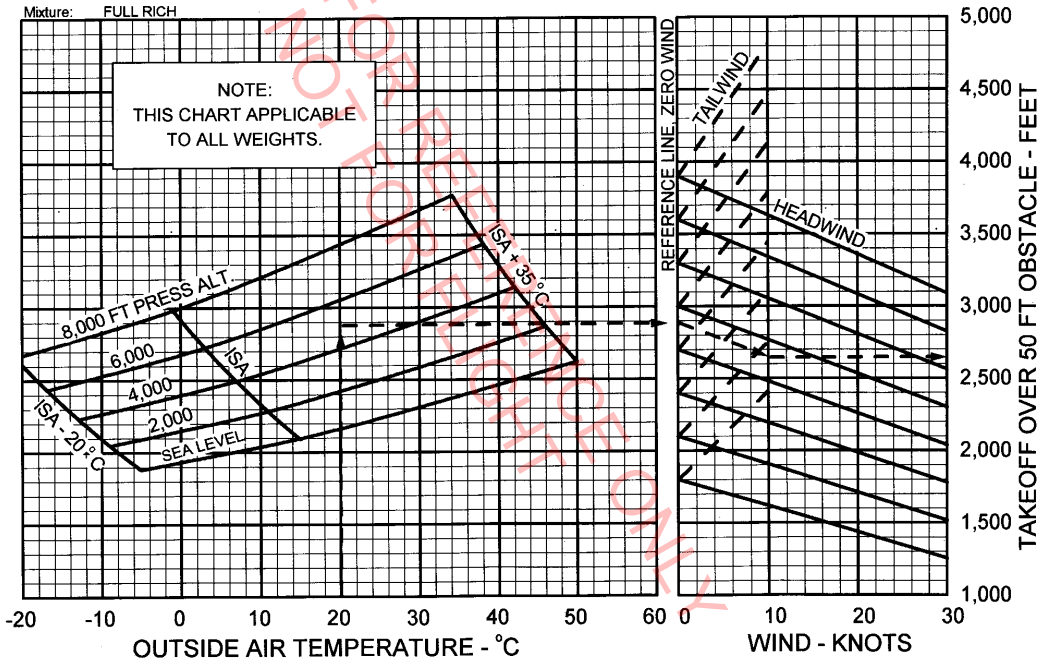 Mixture: FULL RICH
NOTE:
THIS CHART APPLICABLE
TO ALL WEIGHTS.
FOR REFERENCE ONLY
NOT FOR FLIGHT
8,000 FT PRESS ALT.
6,000
4,000
2,000
SEA LEVEL
ISA - 20°C
ISA
ISA + 35°C
REFERENCE LINE, ZERO WIND
TAILWIND
HEADWIND
5,000
4,500
4,000
3,500
3,000
2,500
2,000
1,500
1,000
TAKEOFF OVER 50 FT OBSTACLE - FEET
-20 -10 0 10 20 30 40 50 60
0 10 20 30
OUTSIDE AIR TEMPERATURE - °C
WIND - KNOTS